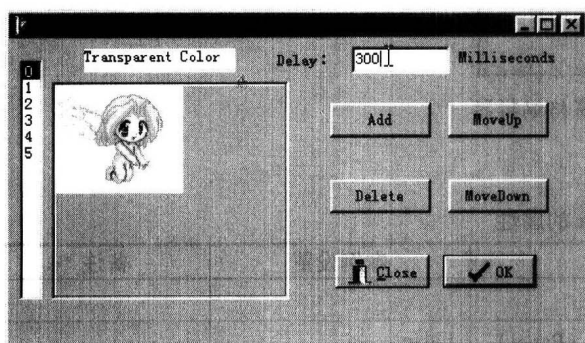 Transparent Color
Delay:
300
Milliseconds
0
1
2
3
4
5
Add
MoveUp
Delete
MoveDown
Close
OK